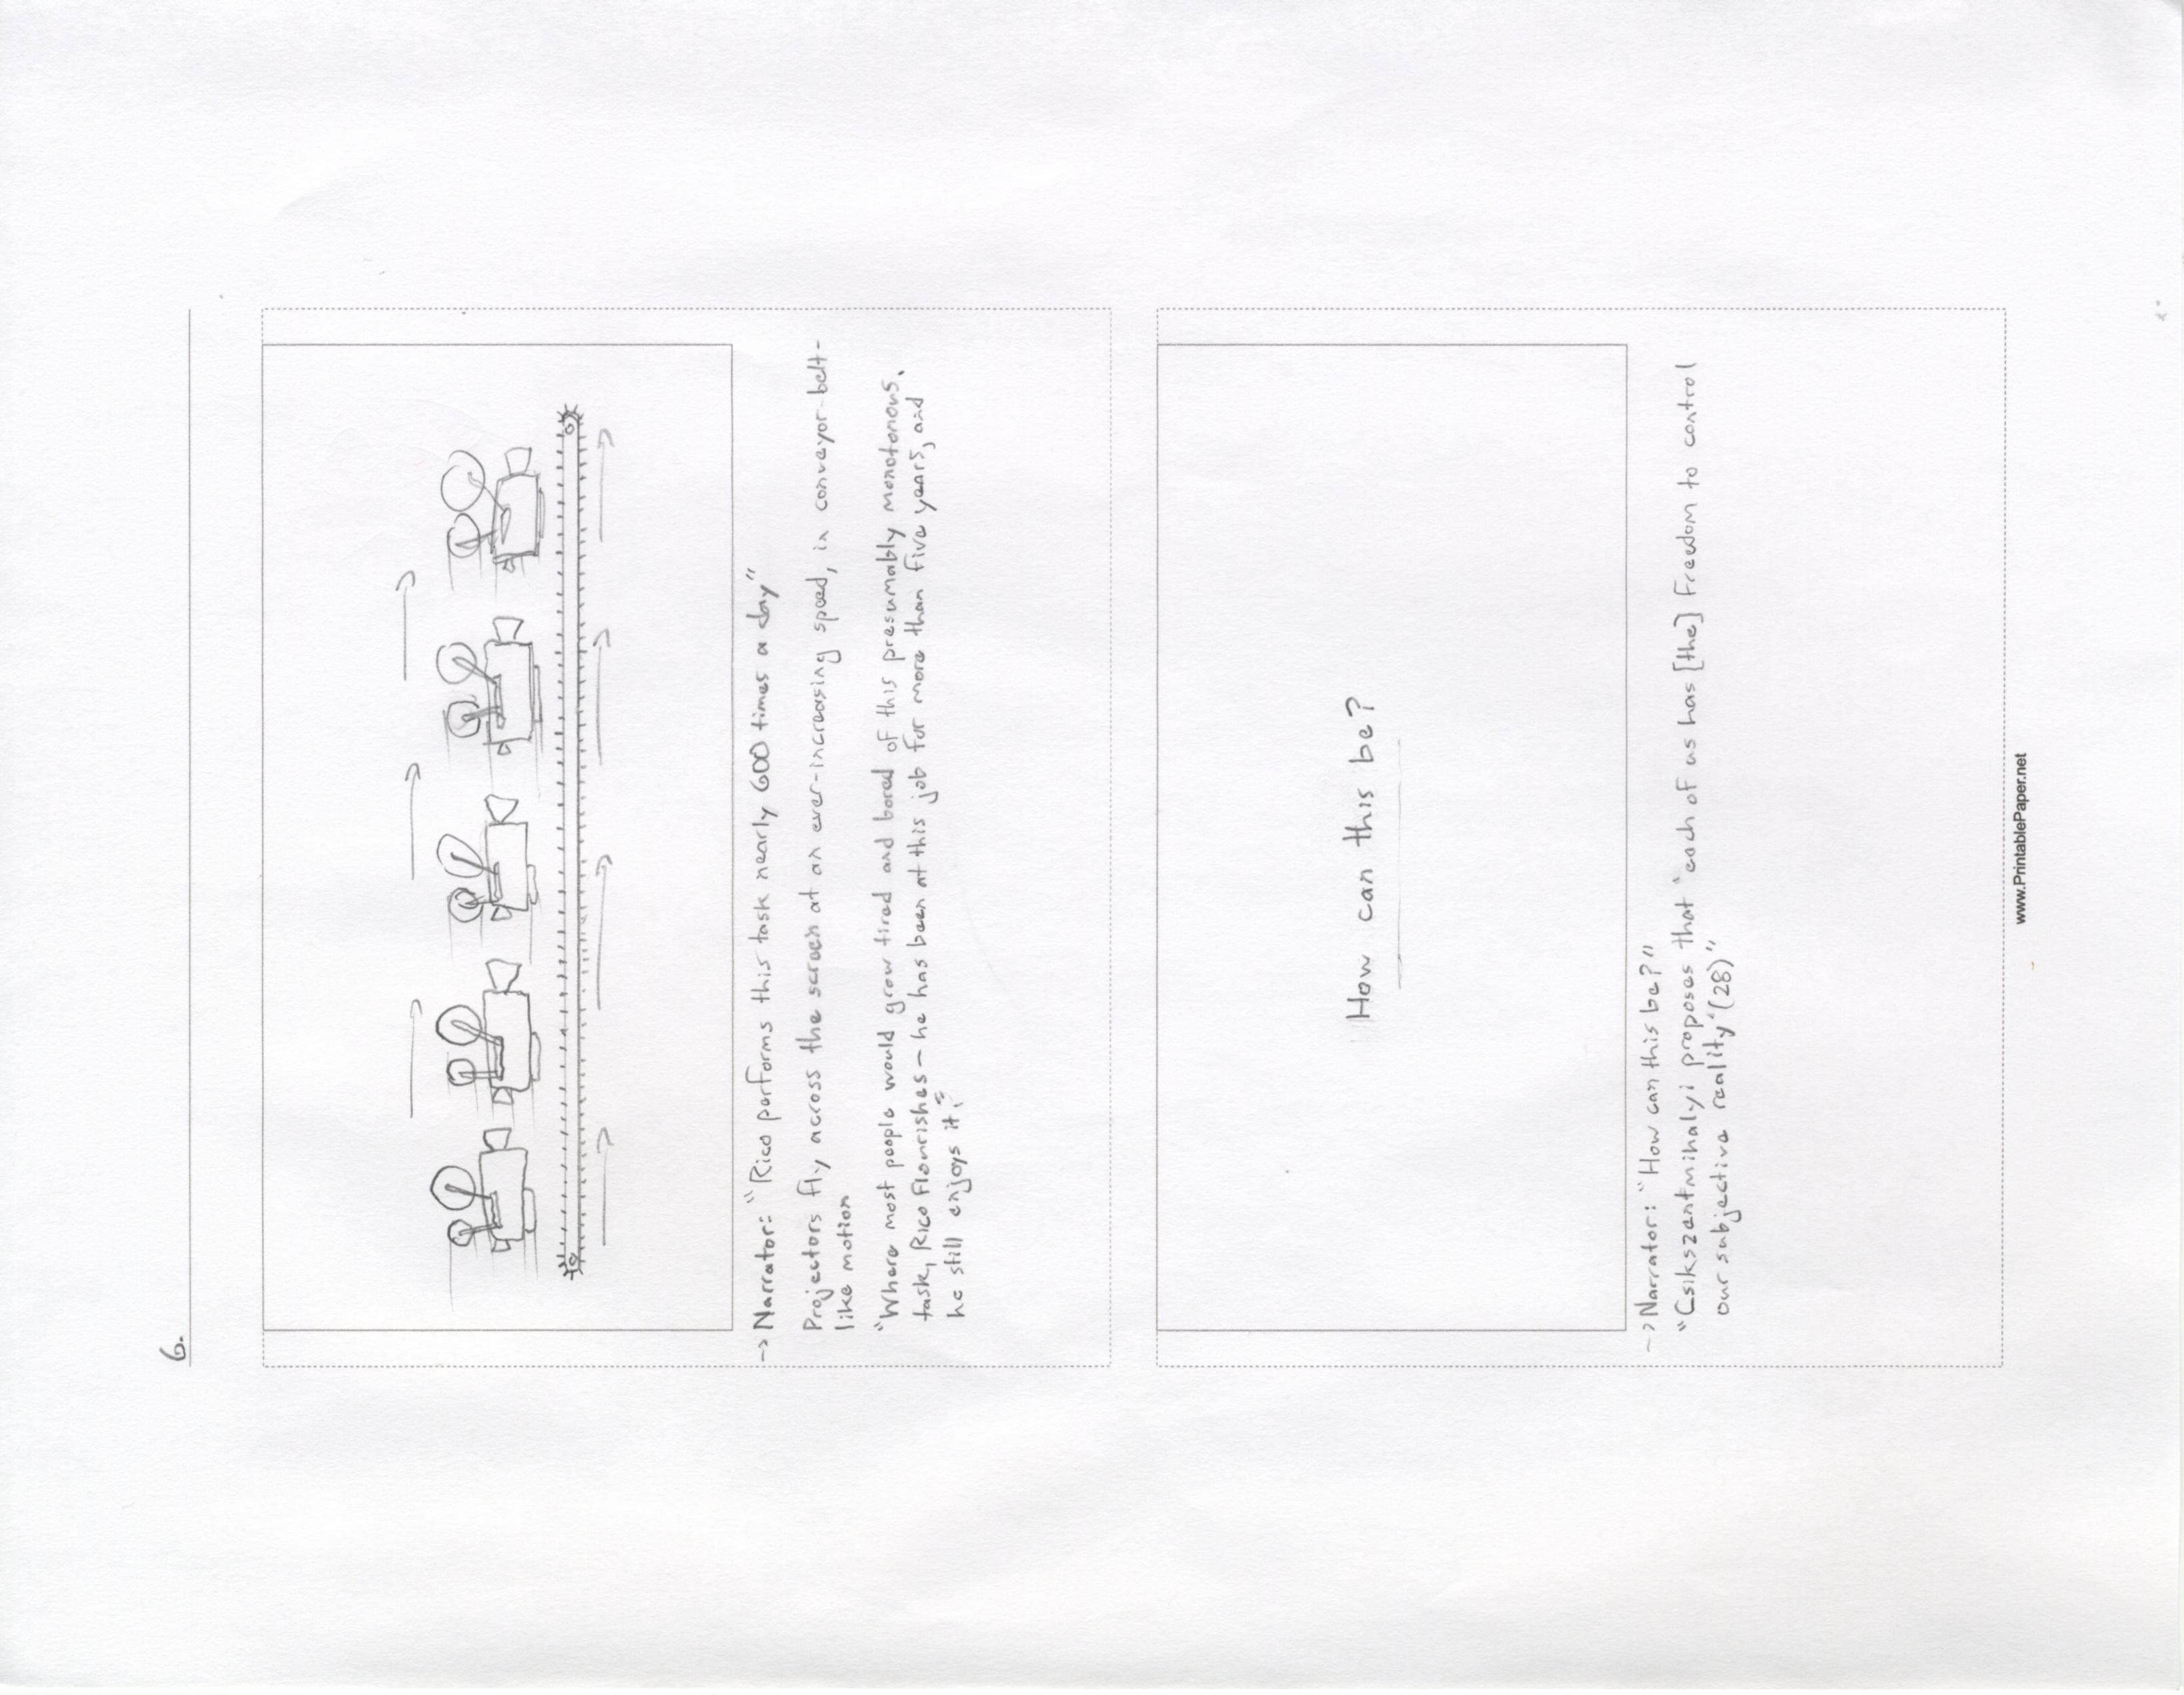 6.
-> Narrator: "Rico performs this task nearly 600 times a day"
Projectors fly across the screen at an ever-increasing speed, in conveyor-belt-
like motion
"Where most people would grow tired and bored of this presumably monotonous
task, Rico flourishes - he has been at this job for more than five years, and
he still enjoys it."
How can this be?
-> Narrator: "How can this be?"
"Csikszentmihalyi proposes that 'each of us has [the] freedom to control
our subjective reality' (28)"
www.PrintablePaper.net